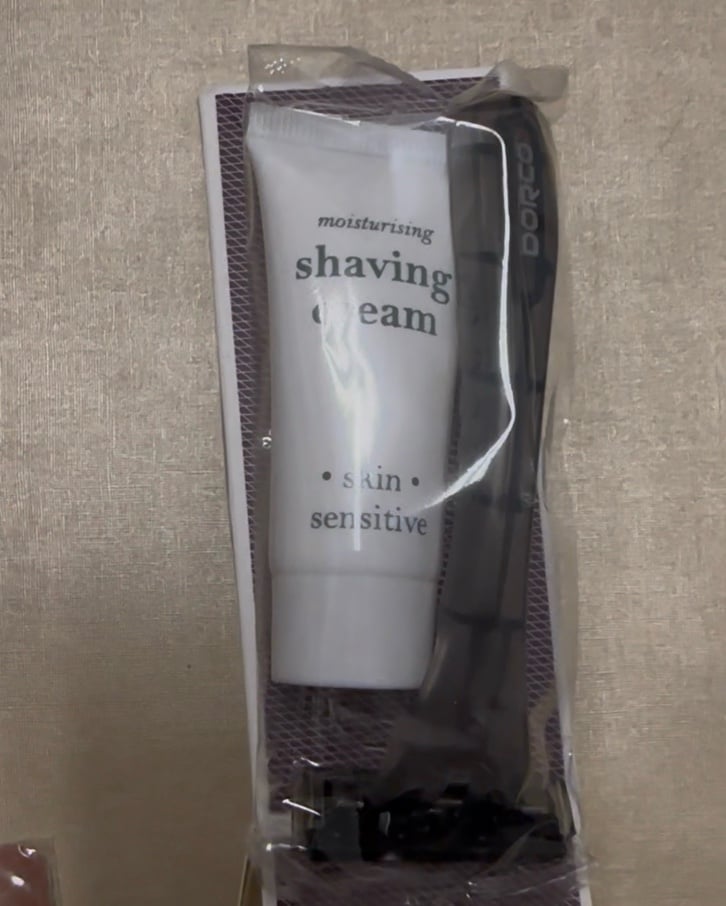 moisturising
shaving
cream
• skin •
sensitive
DORCO